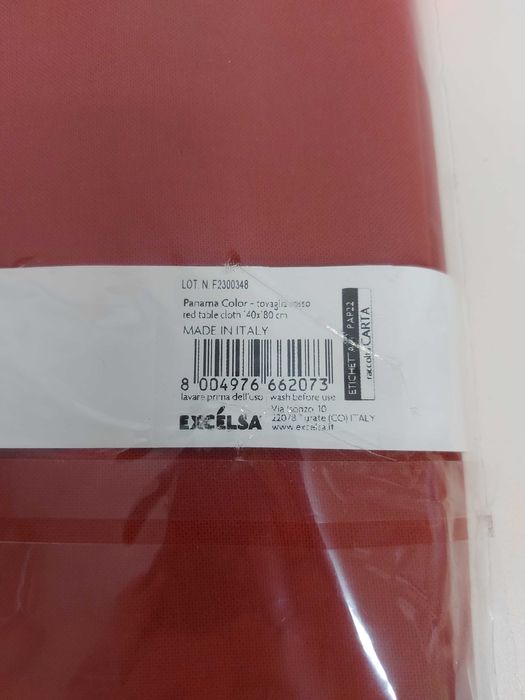 LOT. N. F2300348
Panama Color - tovaglia rosso
red table cloth 140x180 cm
MADE IN ITALY
8 004976 662073
lavare prima dell'uso | wash before use
EXCÉLSA
Via Isonzo, 10
22078 Turate (CO) ITALY
www.excelsa.it
ETICHETTA PAP22
raccolta CARTA